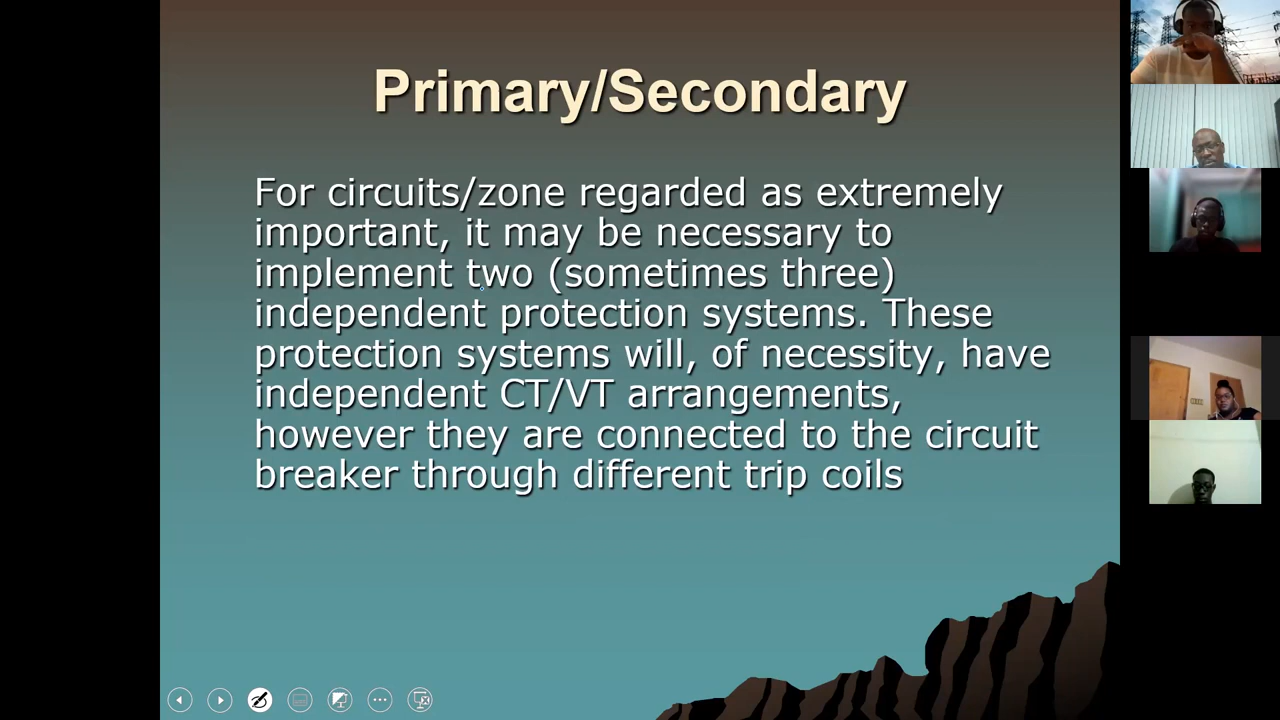 Primary/Secondary
For circuits/zone regarded as extremely
important, it may be necessary to
implement two (sometimes three)
independent protection systems. These
protection systems will, of necessity, have
independent CT/VT arrangements,
however they are connected to the circuit
breaker through different trip coils